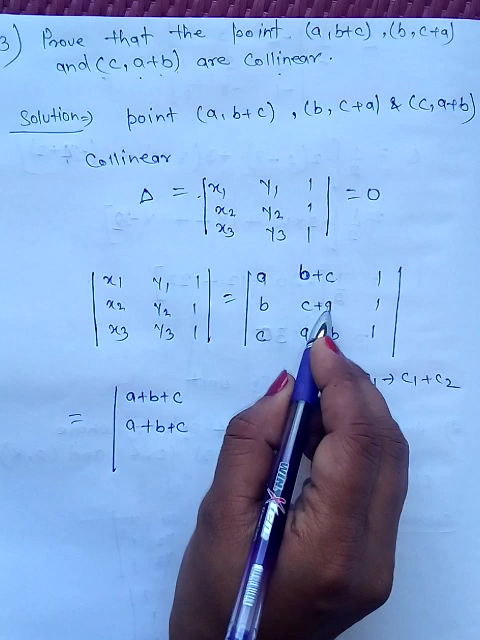 3) Prove that the point (a, b+c), (b, c+a)
and (c, a+b) are Collinear.
Solution⇒ point (a, b+c), (b, c+a) & (c, a+b)
Collinear
Δ = | x1 y1 1 | = 0
x2 y2 1
x3 y3 1
| x1 y1 1 | = | a b+c 1 |
x2 y2 1 b c+a 1
x3 y3 1 c 1
→ C1+C2
= | a+b+c
a+b+c